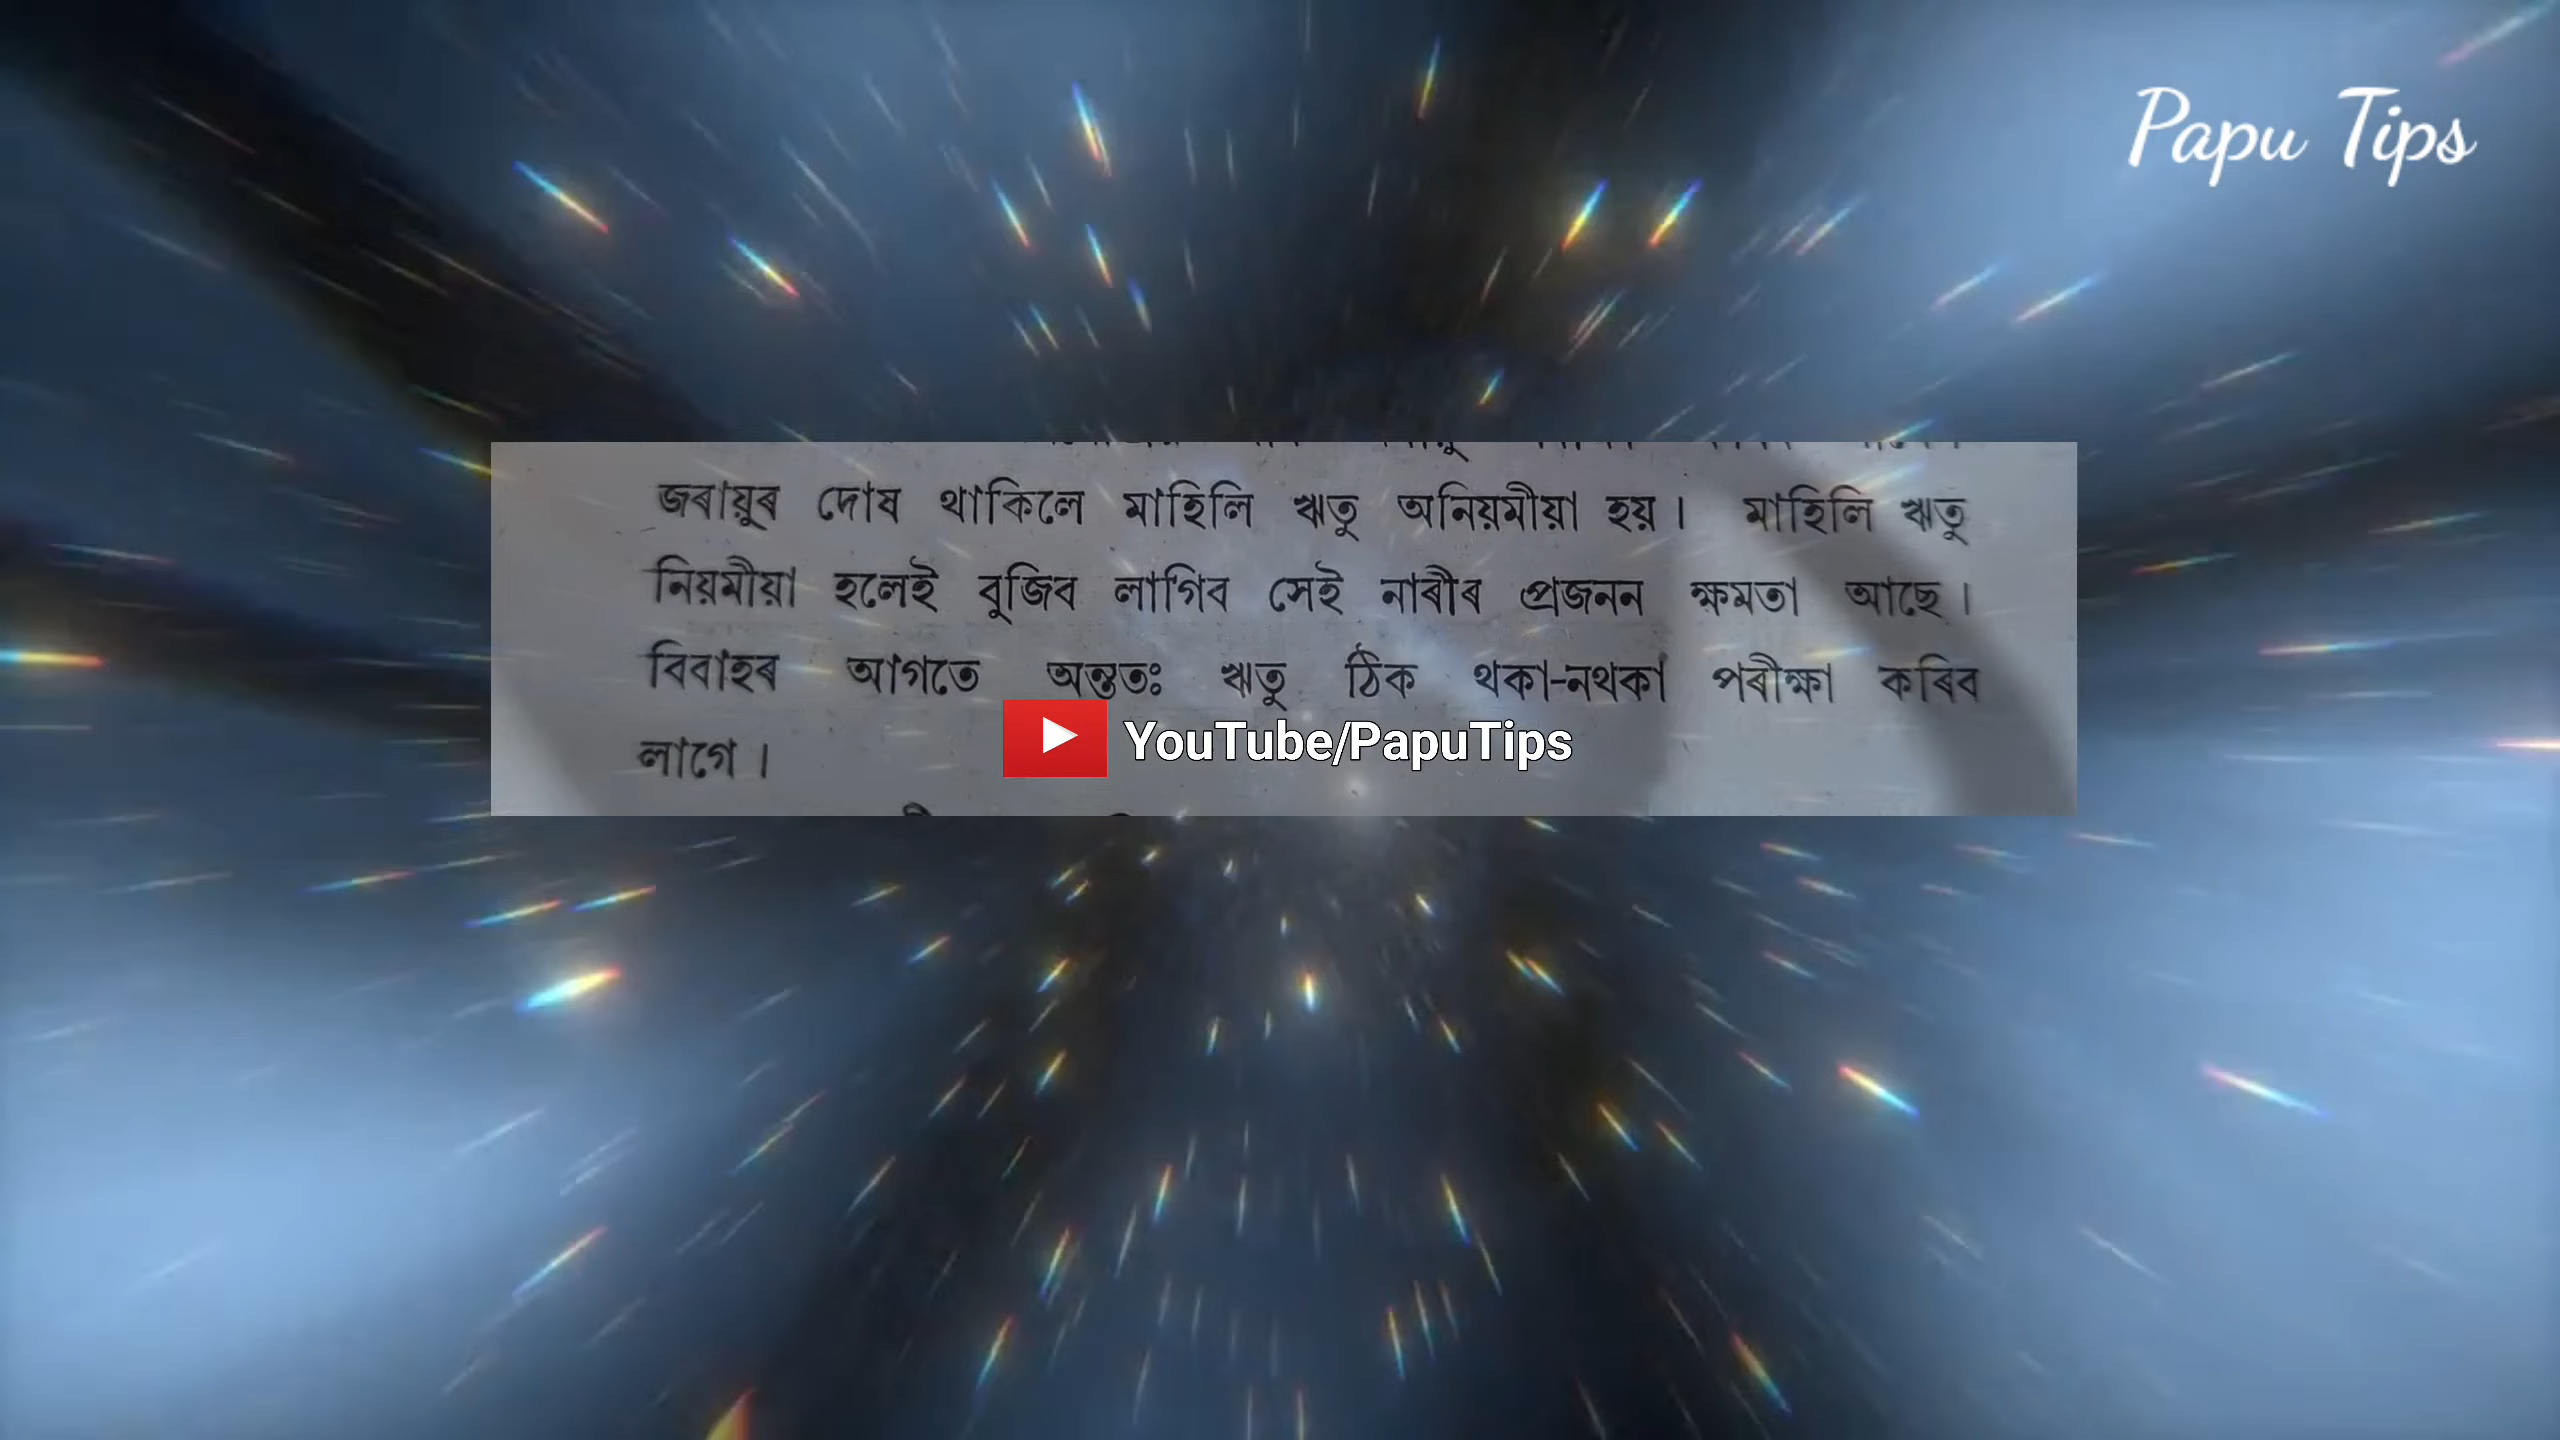 Papu Tips
জৰায়ুৰ দোষ থাকিলে মাহিলি ঋতু অনিয়মীয়া হয়। মাহিলি ঋতু
নিয়মীয়া হলেই বুজিব লাগিব সেই নাৰীৰ প্ৰজনন ক্ষমতা আছে।
বিবাহৰ আগতে অন্ততঃ ঋতু ঠিক থকা-নথকা পৰীক্ষা কৰিব
লাগে।
YouTube/PapuTips